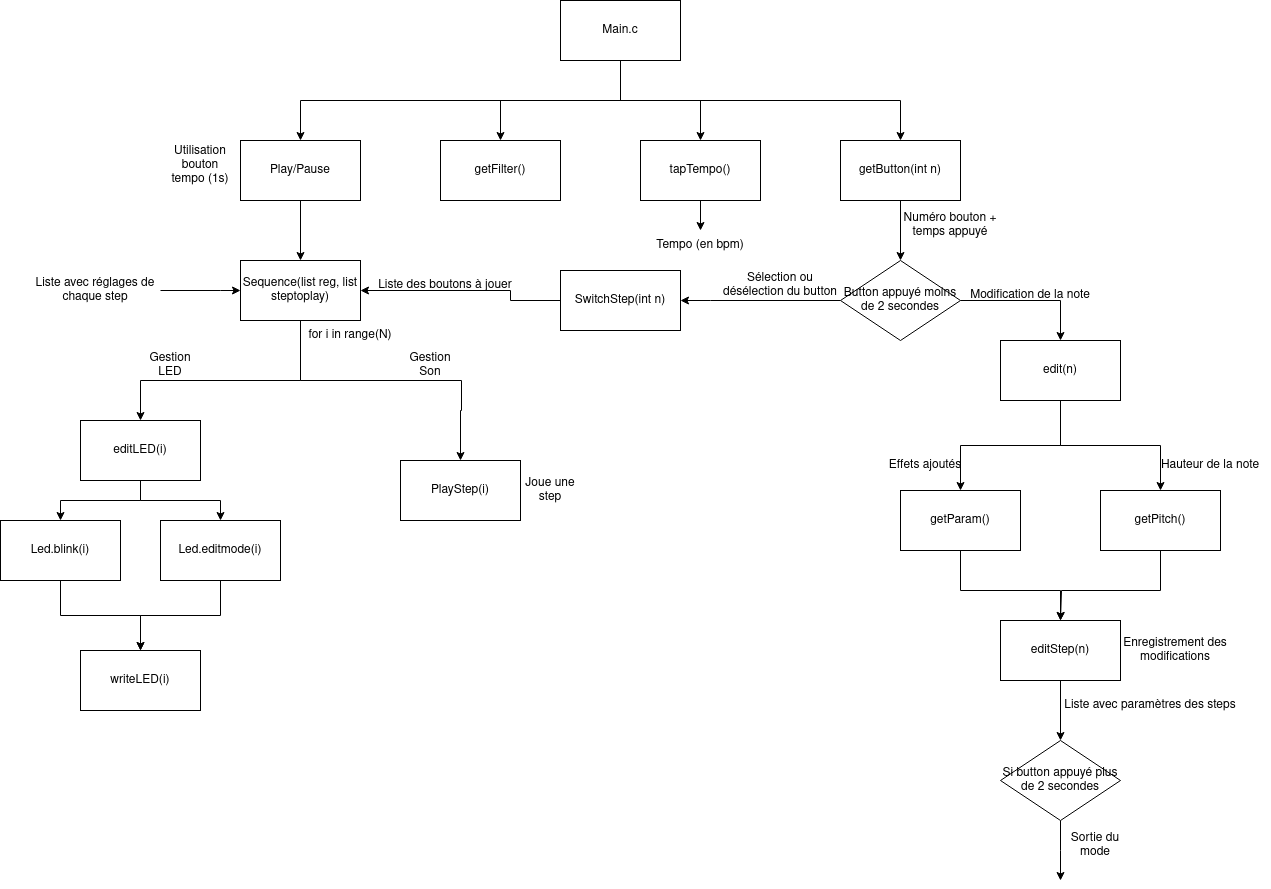 Main.c
Utilisation
bouton
tempo (1s)
Play/Pause
getFilter()
tapTempo()
getButton(int n)
Numéro bouton +
temps appuyé
Tempo (en bpm)
Liste avec réglages de
chaque step
Sequence(list reg, list
steptoplay)
Liste des boutons à jouer
SwitchStep(int n)
Sélection ou
désélection du button
Button appuyé moins
de 2 secondes
Modification de la note
for i in range(N)
Gestion
LED
Gestion
Son
edit(n)
editLED(i)
PlayStep(i)
Joue une
step
Effets ajoutés
Hauteur de la note
getParam()
getPitch()
Led.blink(i)
Led.editmode(i)
writeLED(i)
editStep(n)
Enregistrement des
modifications
Liste avec paramètres des steps
Si button appuyé plus
de 2 secondes
Sortie du
mode